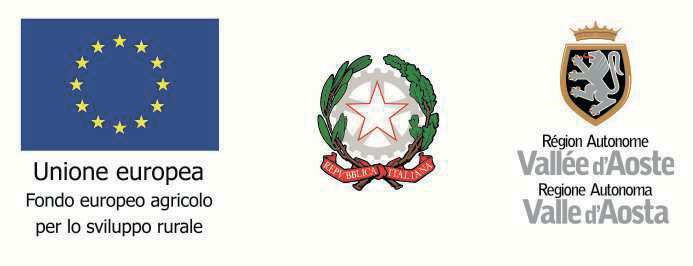 Unione europea
Fondo europeo agricolo
per lo sviluppo rurale
REPVBBLICA ITALIANA
Région Autonome
Vallée d'Aoste
Regione Autonoma
Valle d'Aosta